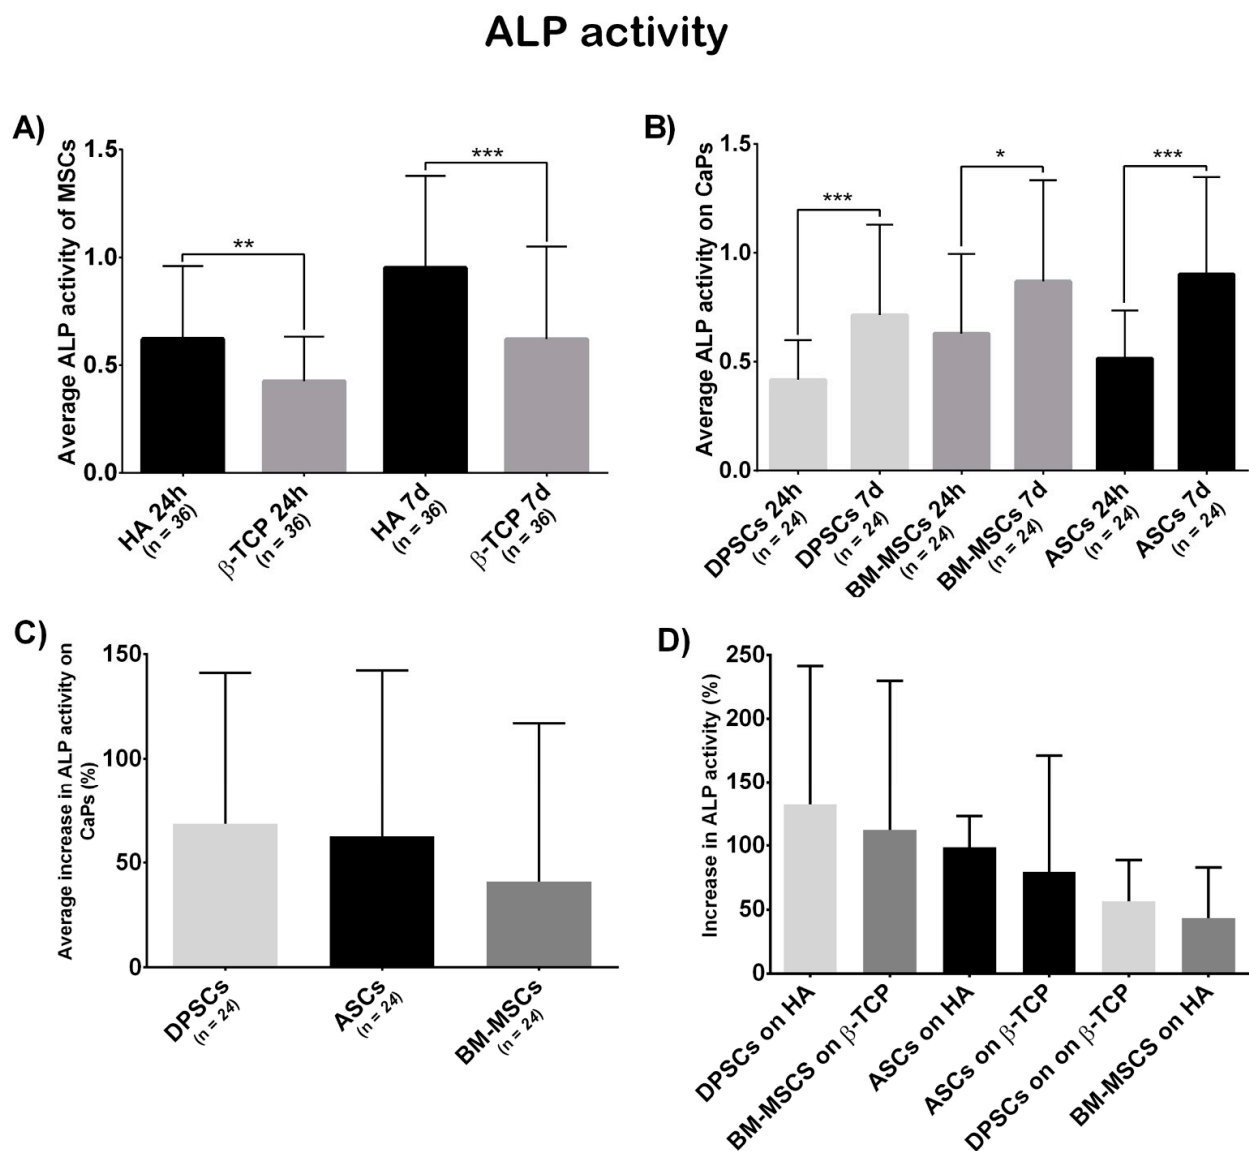 ALP activity
A)
Average ALP activity of MSCs
1.5
1.0
0.5
0.0
**
***
HA 24h
(n = 36)
β-TCP 24h
(n = 36)
HA 7d
(n = 36)
β-TCP 7d
(n = 36)
B)
Average ALP activity on CaPs
1.5
1.0
0.5
0.0
***
*
***
DPSCs 24h
(n = 24)
DPSCs 7d
(n = 24)
BM-MSCs 24h
(n = 24)
BM-MSCs 7d
(n = 24)
ASCs 24h
(n = 24)
ASCs 7d
(n = 24)
C)
Average increase in ALP activity on
CaPs (%)
150
100
50
0
DPSCs
(n = 24)
ASCs
(n = 24)
BM-MSCs
(n = 24)
D)
Increase in ALP activity (%)
250
200
150
100
50
0
DPSCs on HA
BM-MSCS on β-TCP
ASCs on HA
ASCs on β-TCP
DPSCs on on β-TCP
BM-MSCS on HA